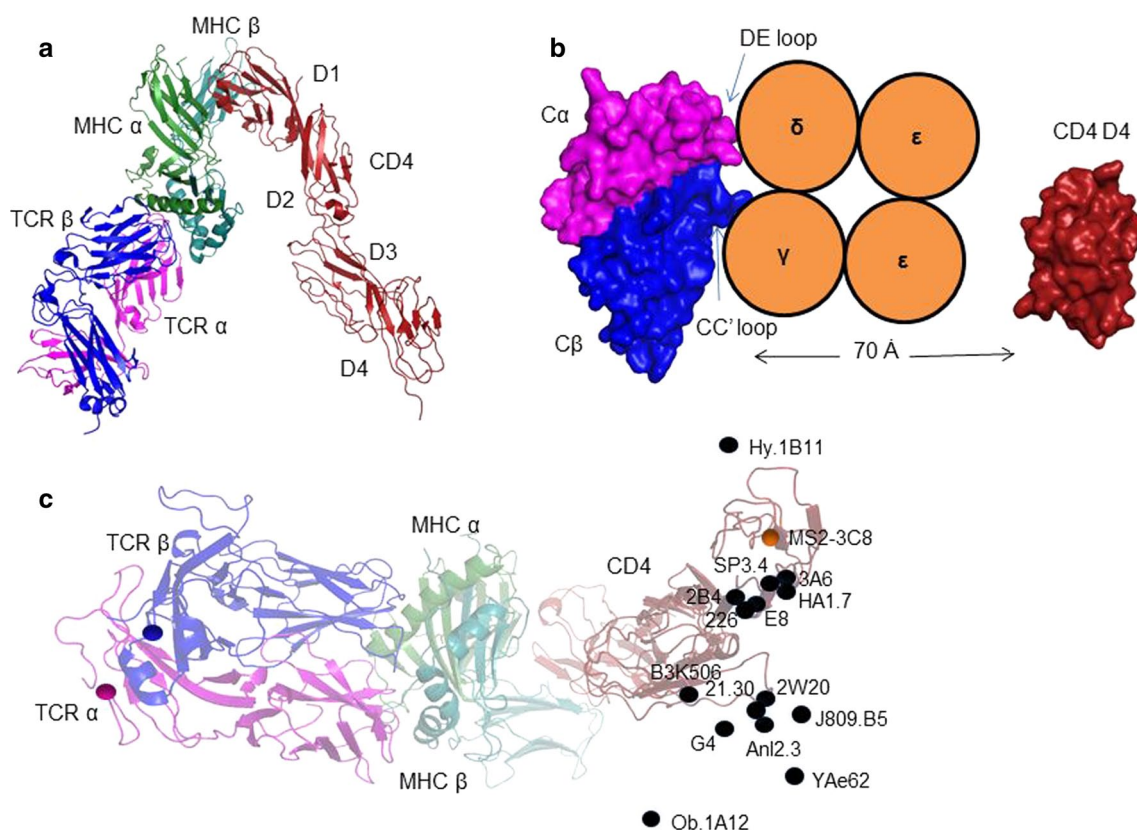 a
MHC β
D1
MHC α
CD4
D2
TCR β
D3
TCR α
D4
b
DE loop
Cα
δ
ε
CD4 D4
γ
ε
Cβ
CC' loop
70 Å
c
Hy.1B11
TCR β
MHC α
MS2-3C8
CD4
SP3.4
3A6
2B4
HA1.7
226
E8
B3K506
21.30
2W20
TCR α
J809.B5
G4
Anl2.3
MHC β
YAe62
Ob.1A12